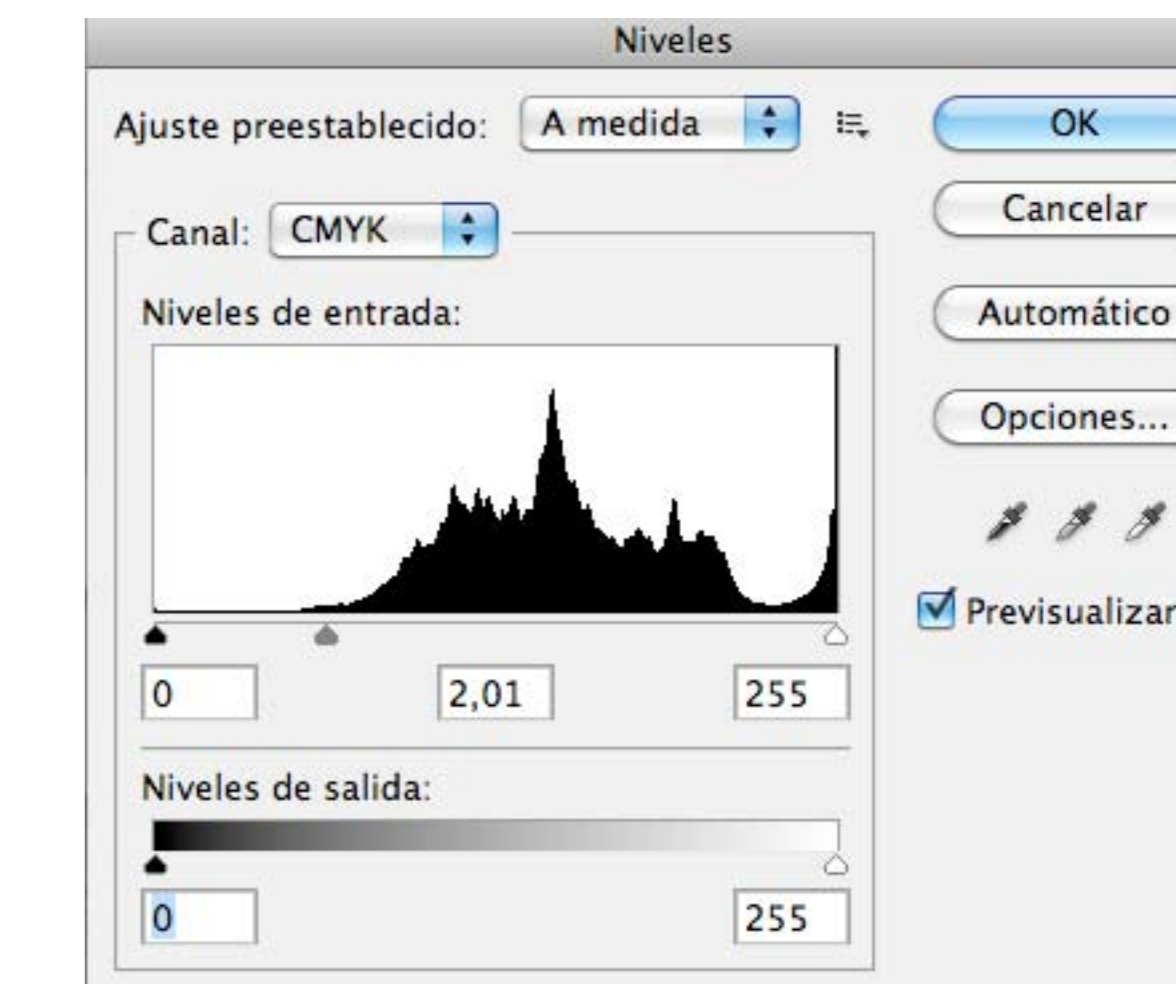 Niveles
Ajuste preestablecido: A medida
OK
Cancelar
Canal: CMYK
Automático
Niveles de entrada:
Opciones...
Previsualizar
0 2,01 255
Niveles de salida:
0 255